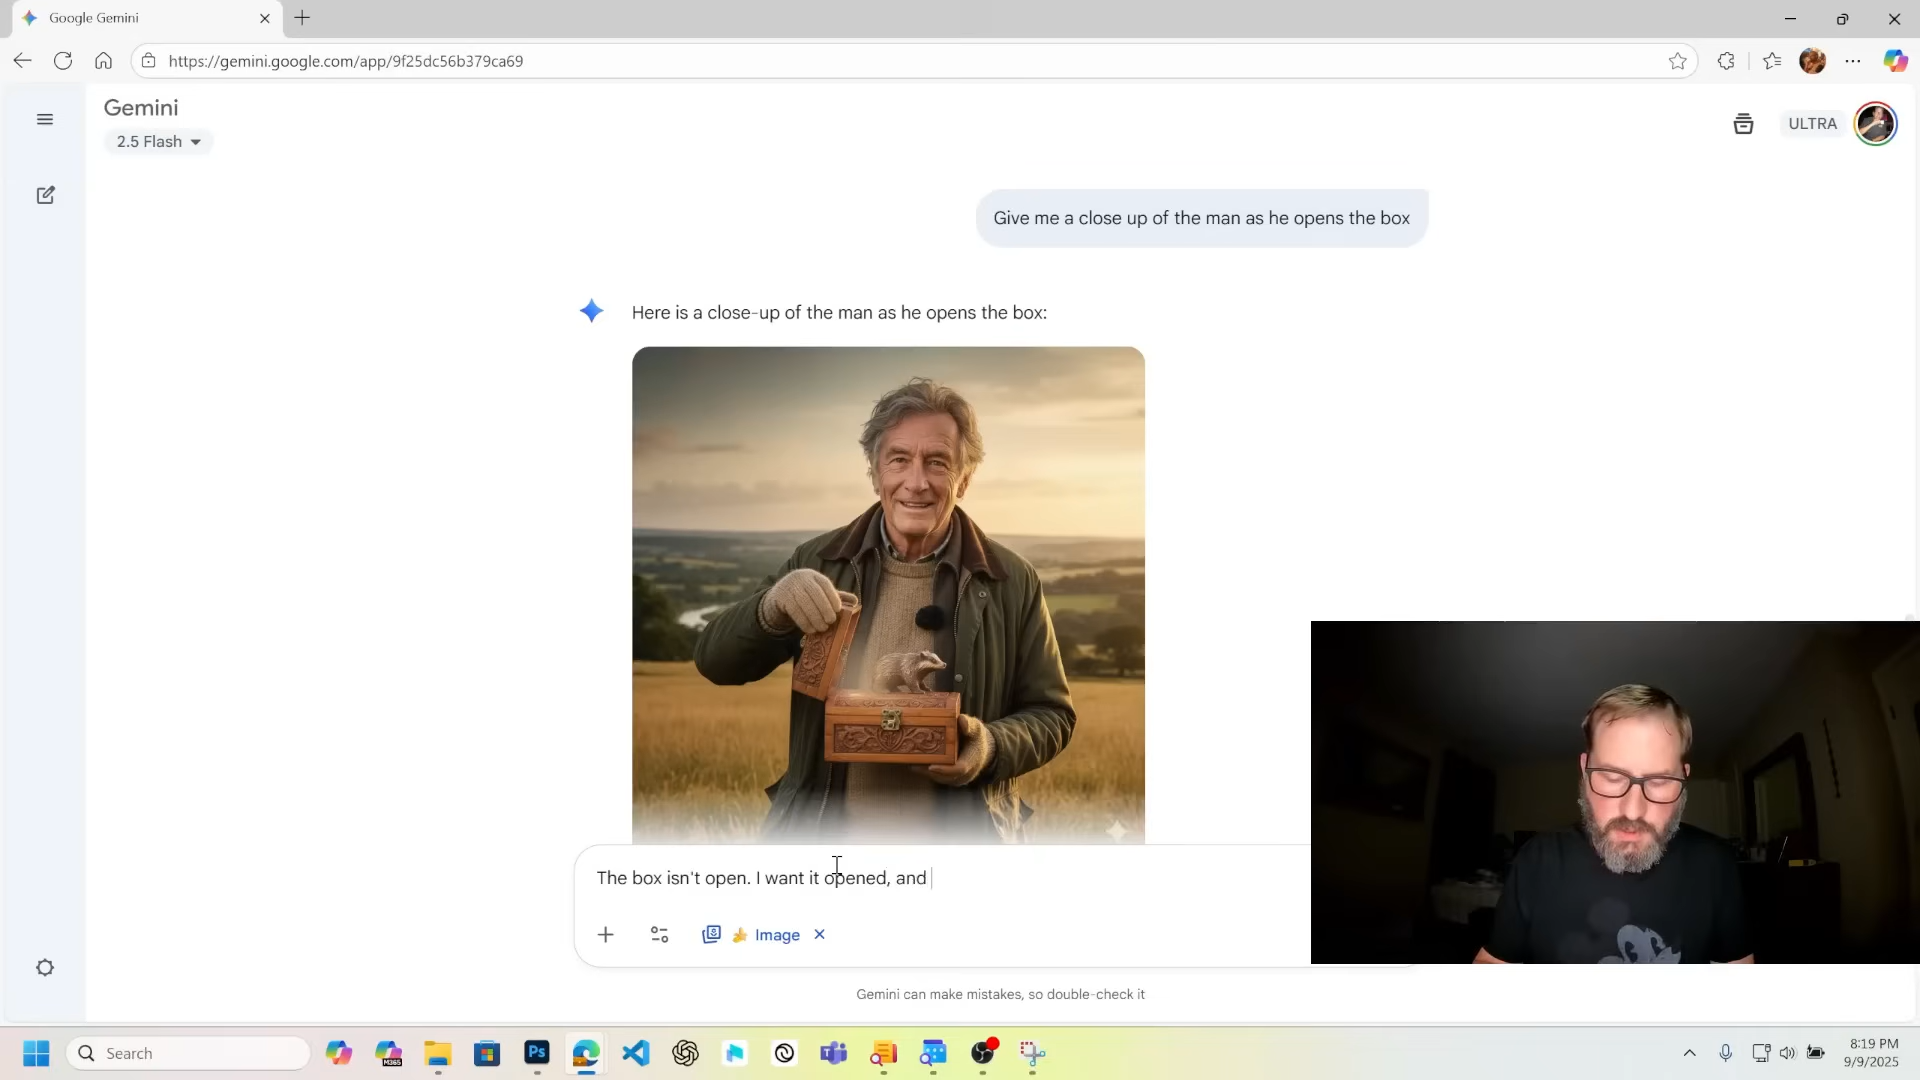 Google Gemini
https://gemini.google.com/app/9f25dc56b379ca69
Gemini
2.5 Flash
ULTRA
Give me a close up of the man as he opens the box
Here is a close-up of the man as he opens the box:
The box isn't open. I want it opened, and
Image
Gemini can make mistakes, so double-check it
Search
M365
Ps
8:19 PM
9/9/2025